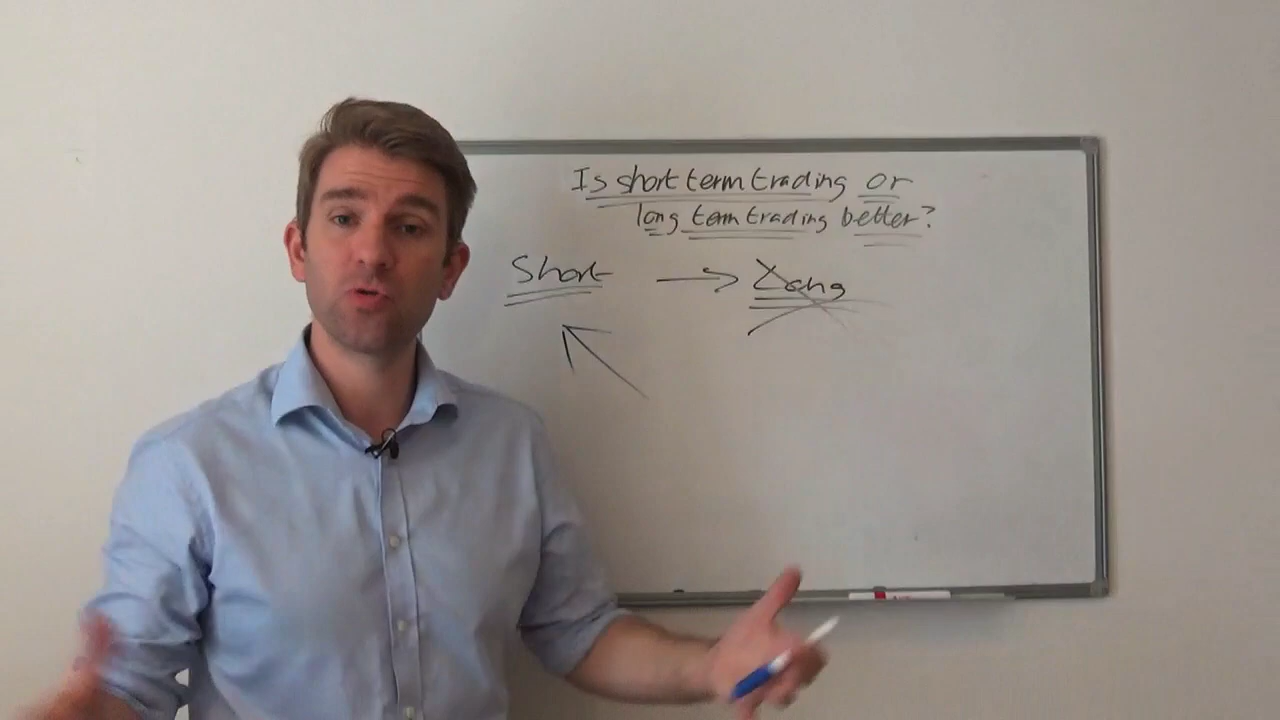 Is short term trading or
long term trading better?
Short → Long